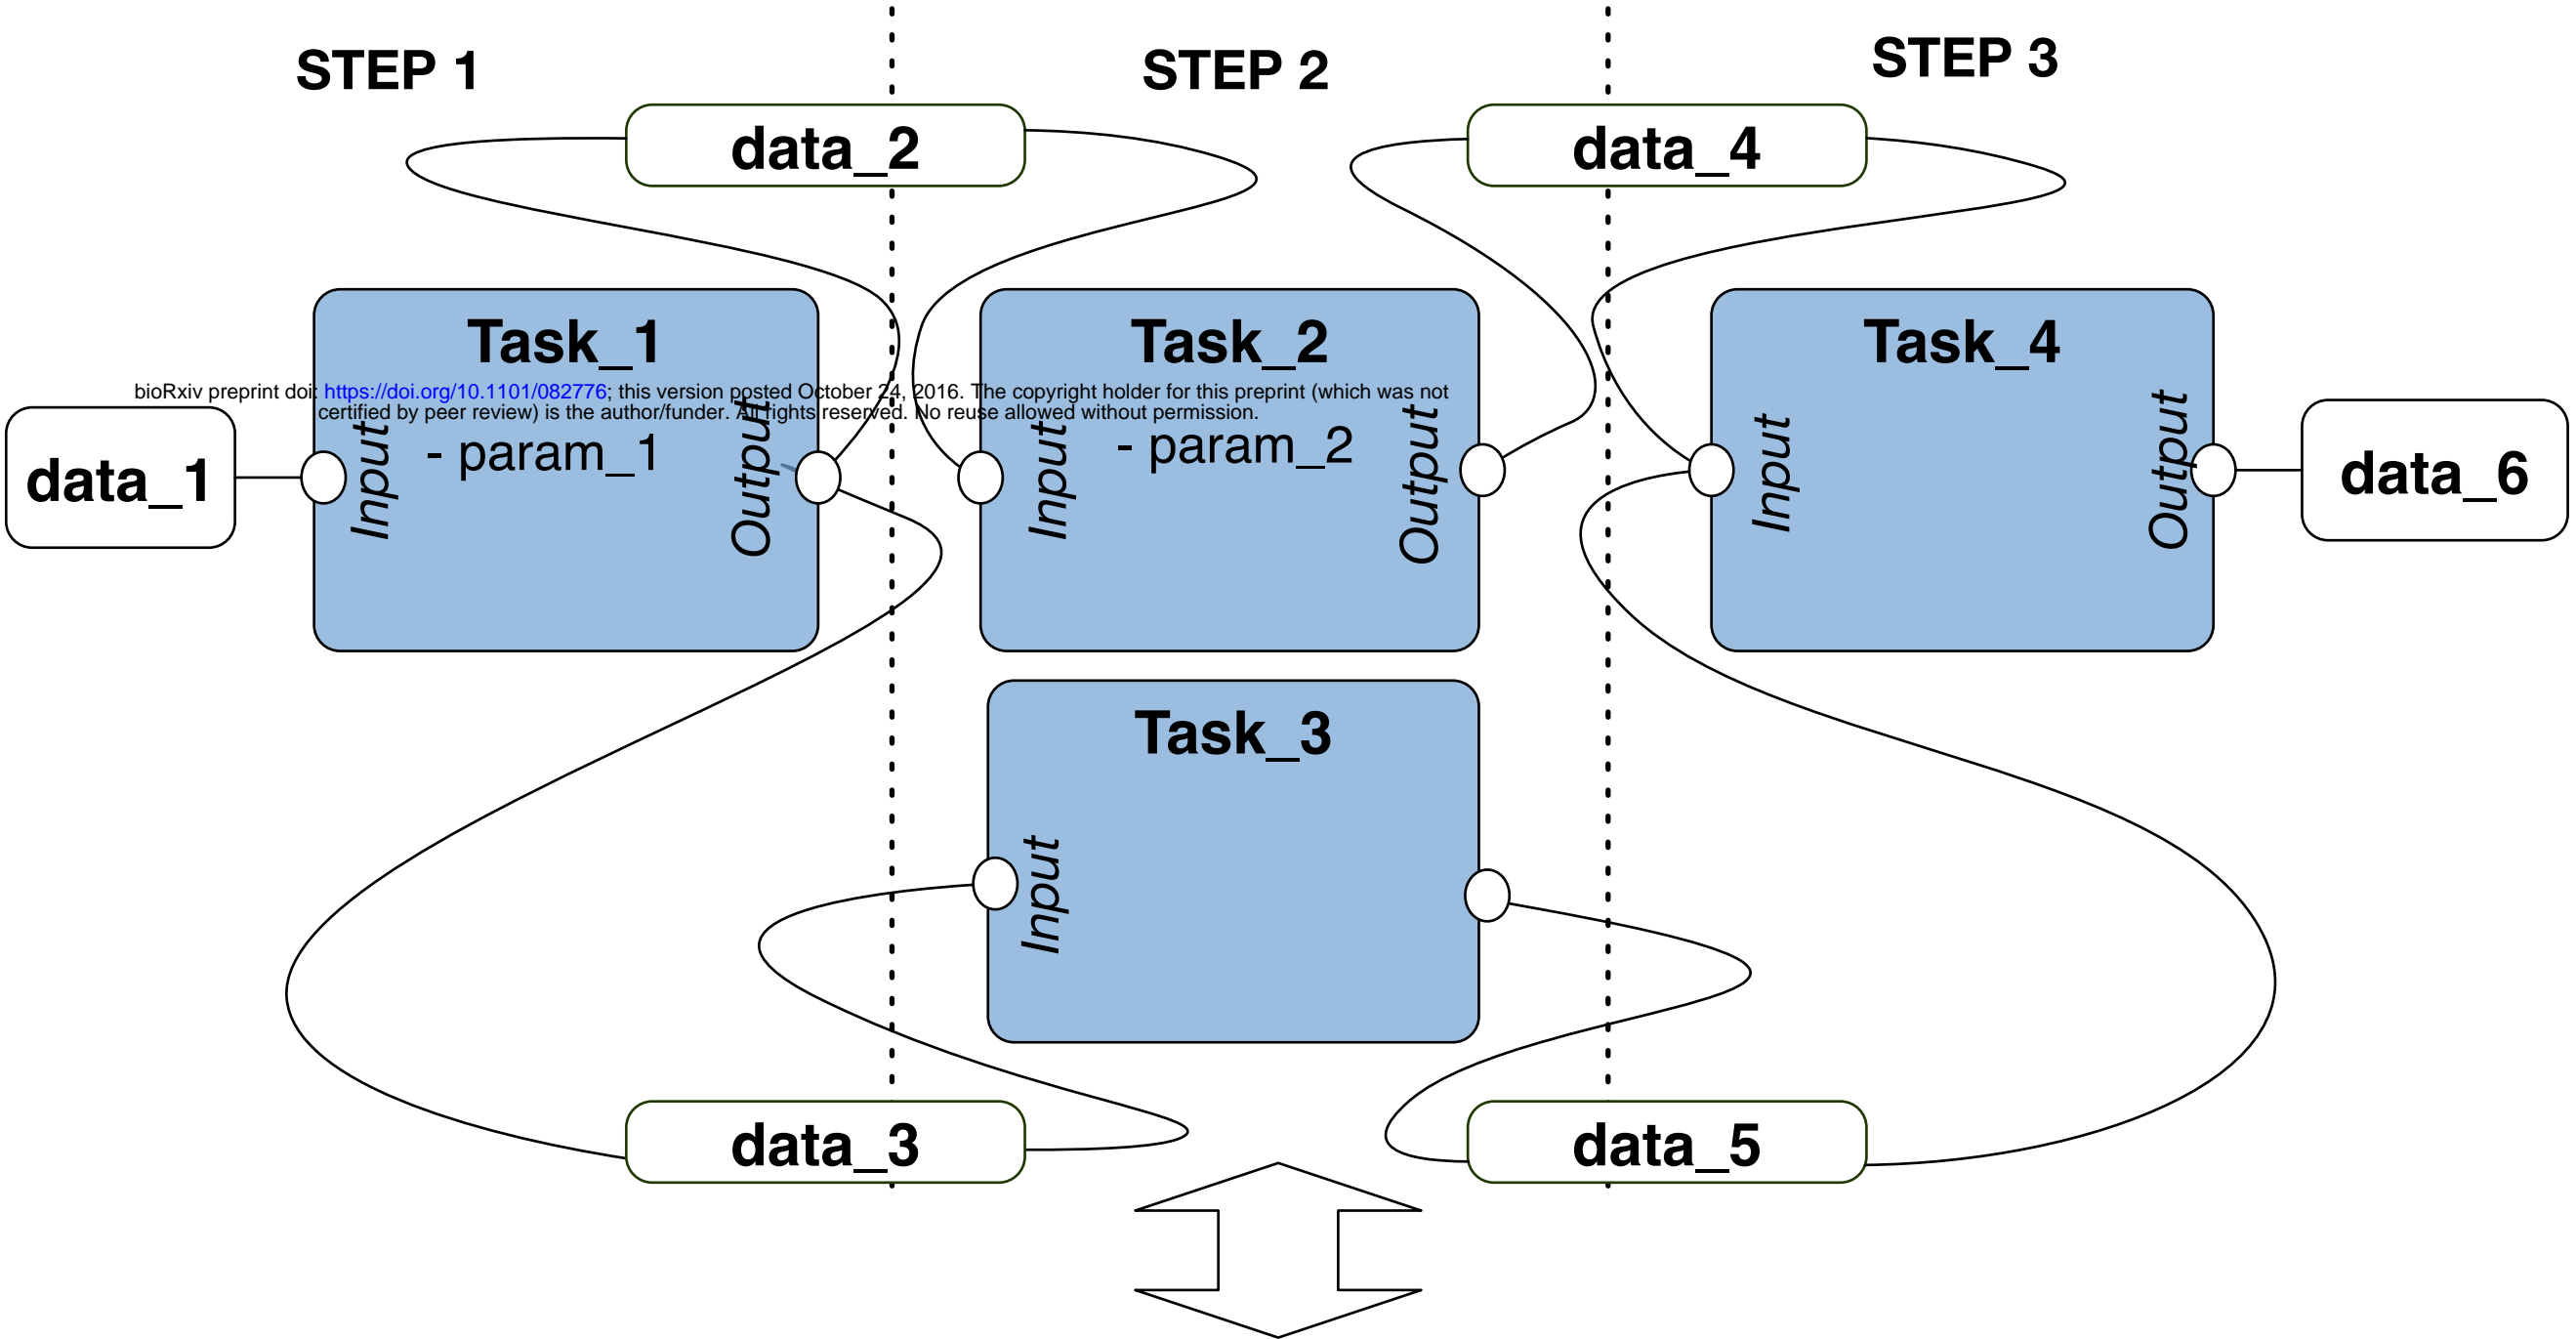 STEP 1
STEP 2
STEP 3
data_2
data_4
Task_1
Task_2
Task_4
bioRxiv preprint doi: https://doi.org/10.1101/082776; this version posted October 24, 2016. The copyright holder for this preprint (which was not
certified by peer review) is the author/funder. All rights reserved. No reuse allowed without permission.
data_1
Input
- param_1
Output
Input
- param_2
Output
Input
Output
data_6
Task_3
Input
data_3
data_5